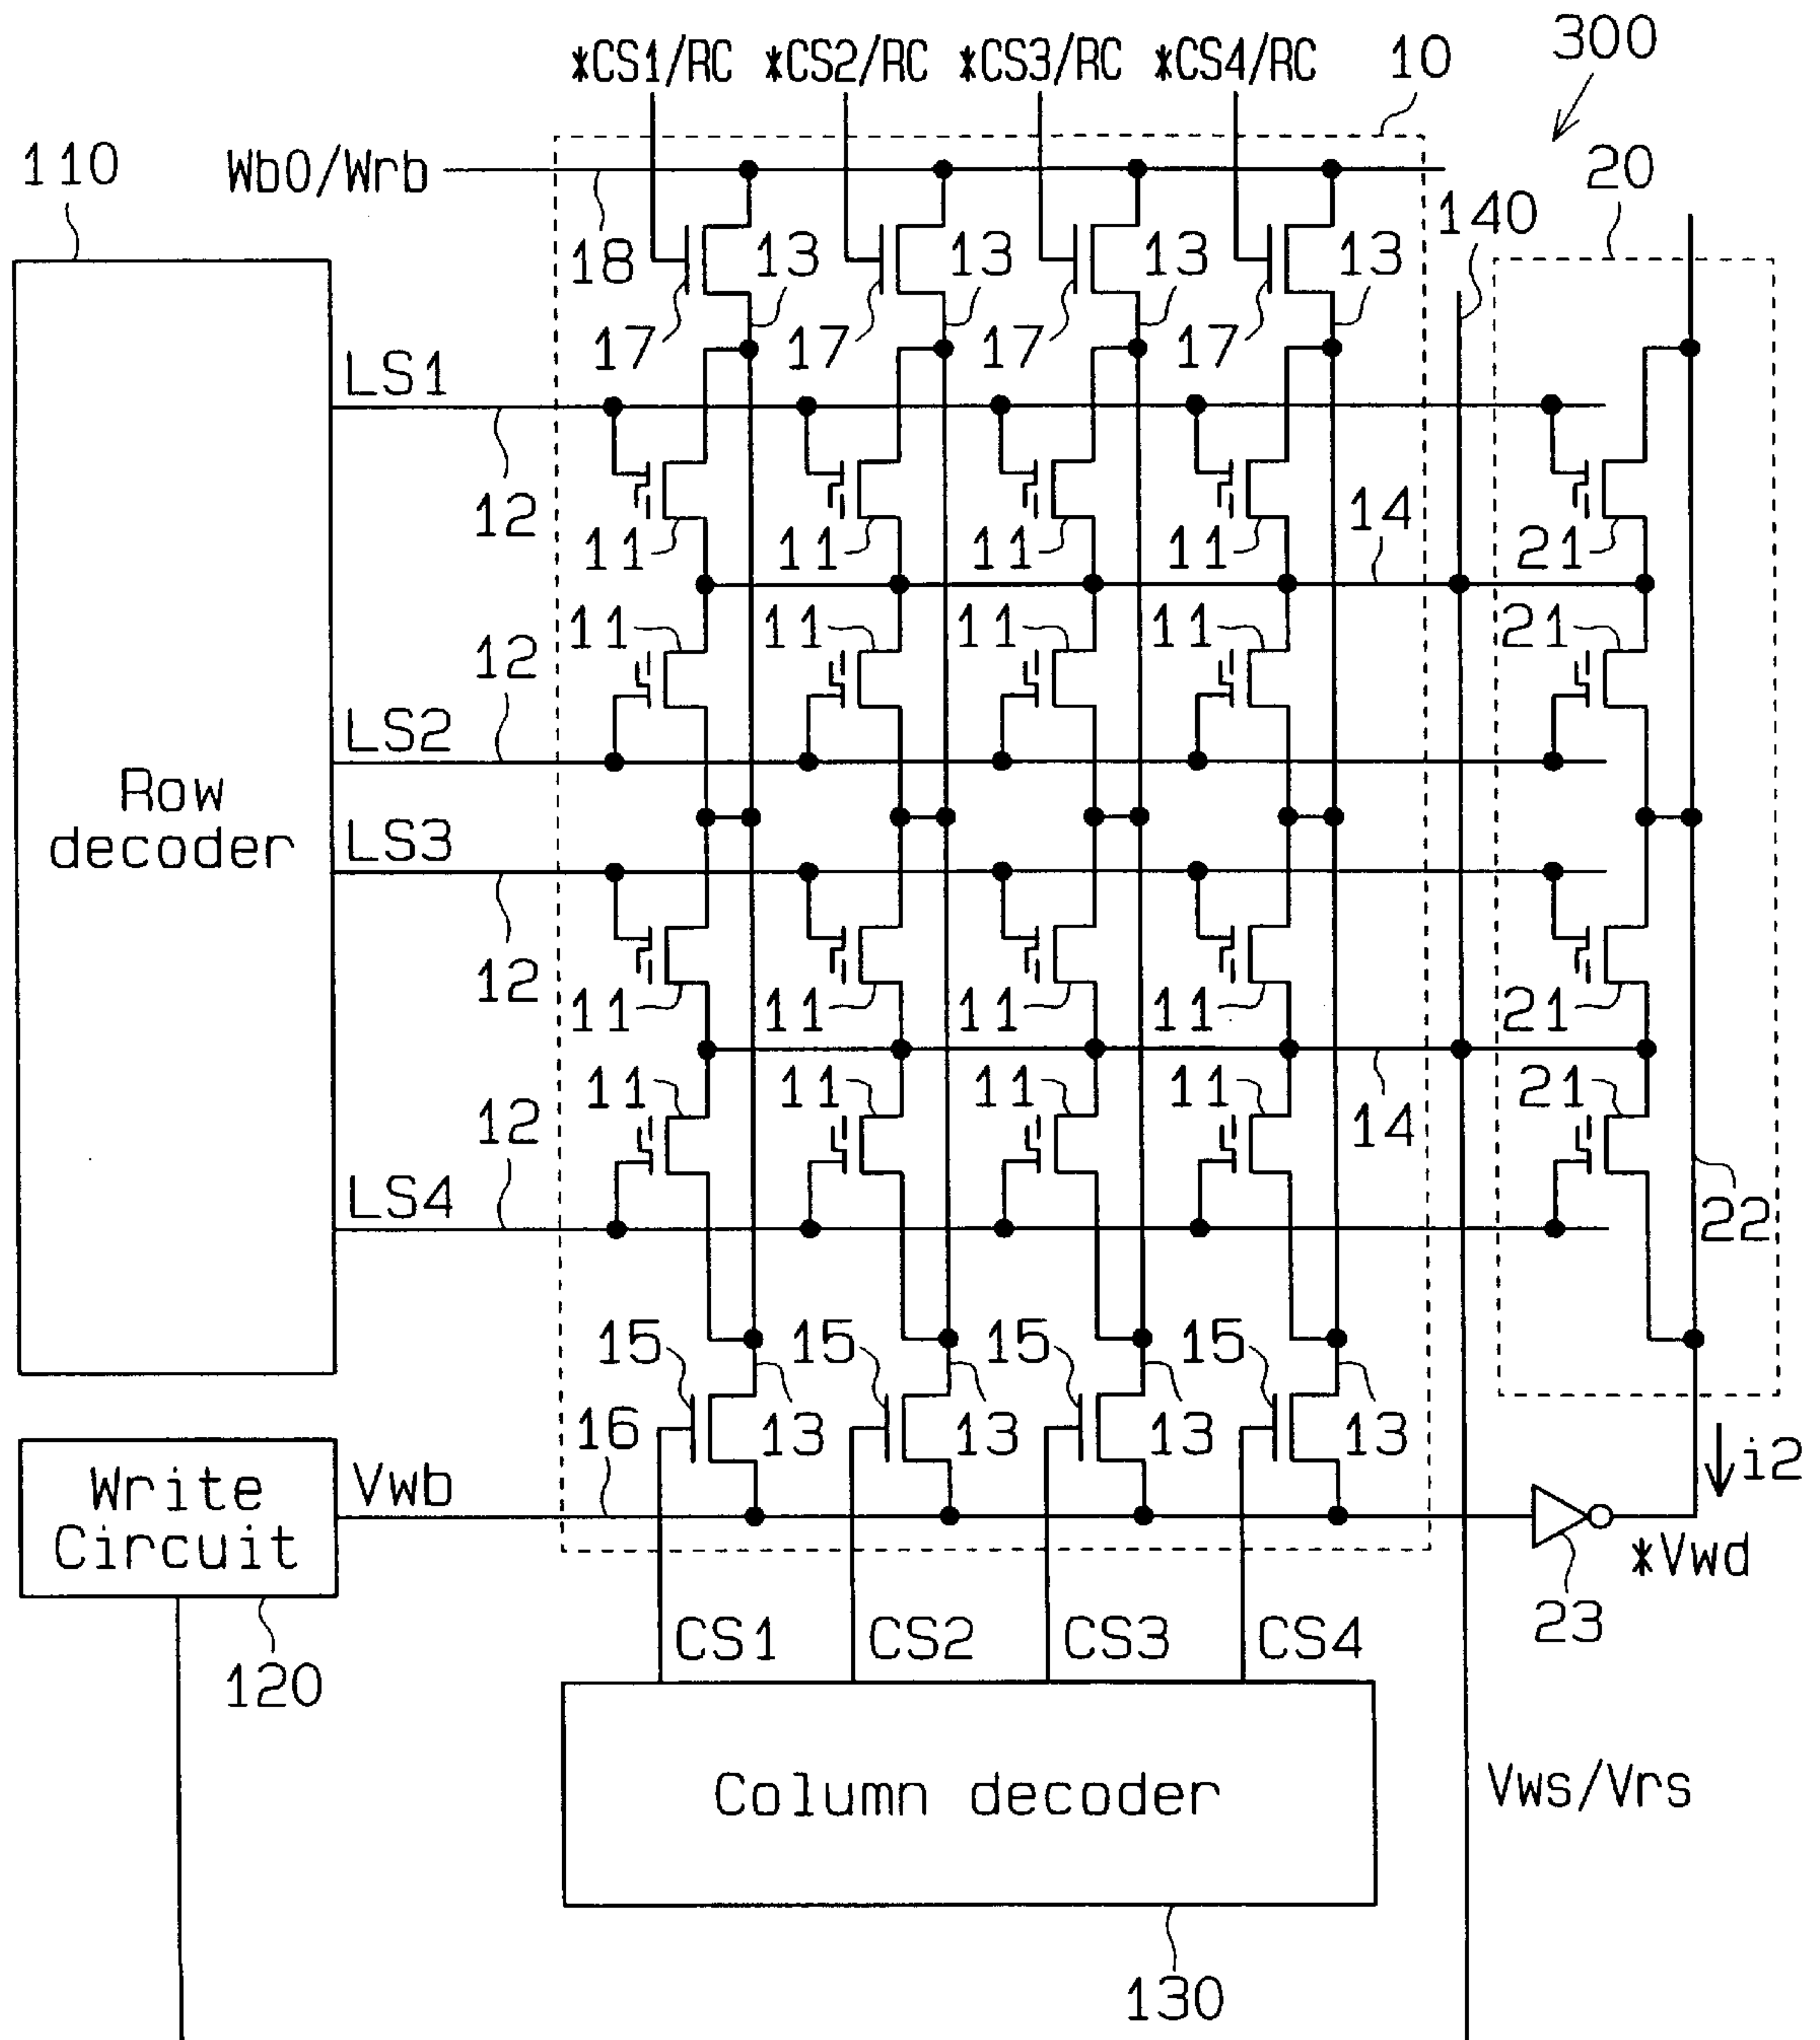 300
*CS1/RC *CS2/RC *CS3/RC *CS4/RC 10
110 Wb0/Wrb 20
140
18 13 13 13 13
17 17 17 17
LS1
12 14
11 11 11 11 21
11 11 11 11 21
12
LS2
Row
decoder
LS3
12
11 11 11 11 21
11 11 11 11 21
12 14
LS4 22
15 15 15 15
16 13 13 13 13
Write
Circuit
Vwb i2
*Vwd
23
CS1 CS2 CS3 CS4
120
Column decoder
Vws/Vrs
130